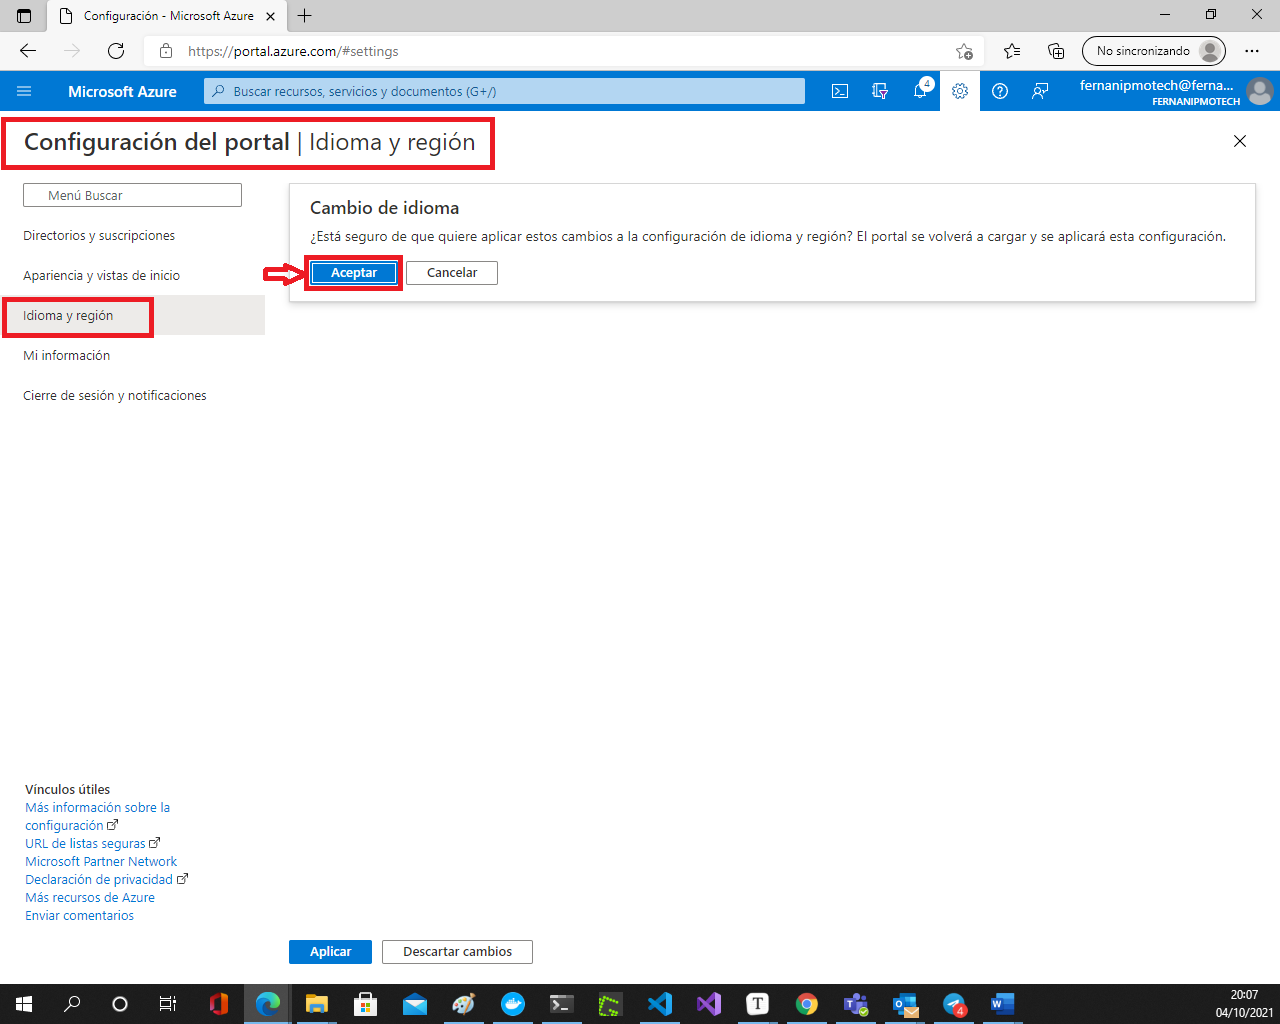 Configuración - Microsoft Azure
https://portal.azure.com/#settings
No sincronizando
Microsoft Azure
Buscar recursos, servicios y documentos (G+/)
4
fernanipmotech@ferna...
FERNANIPMOTECH
Configuración del portal | Idioma y región
Menú Buscar
Directorios y suscripciones
Apariencia y vistas de inicio
Idioma y región
Mi información
Cierre de sesión y notificaciones
Cambio de idioma
¿Está seguro de que quiere aplicar estos cambios a la configuración de idioma y región? El portal se volverá a cargar y se aplicará esta configuración.
Aceptar
Cancelar
Vínculos útiles
Más información sobre la
configuración
URL de listas seguras
Microsoft Partner Network
Declaración de privacidad
Más recursos de Azure
Enviar comentarios
Aplicar
Descartar cambios
T
4
20:07
04/10/2021